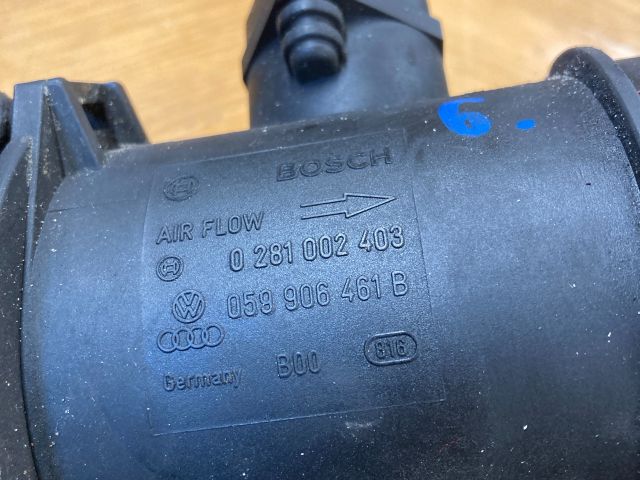 6.
BOSCH
AIR FLOW
0 281 002 403
059 906 461 B
Germany B00 816